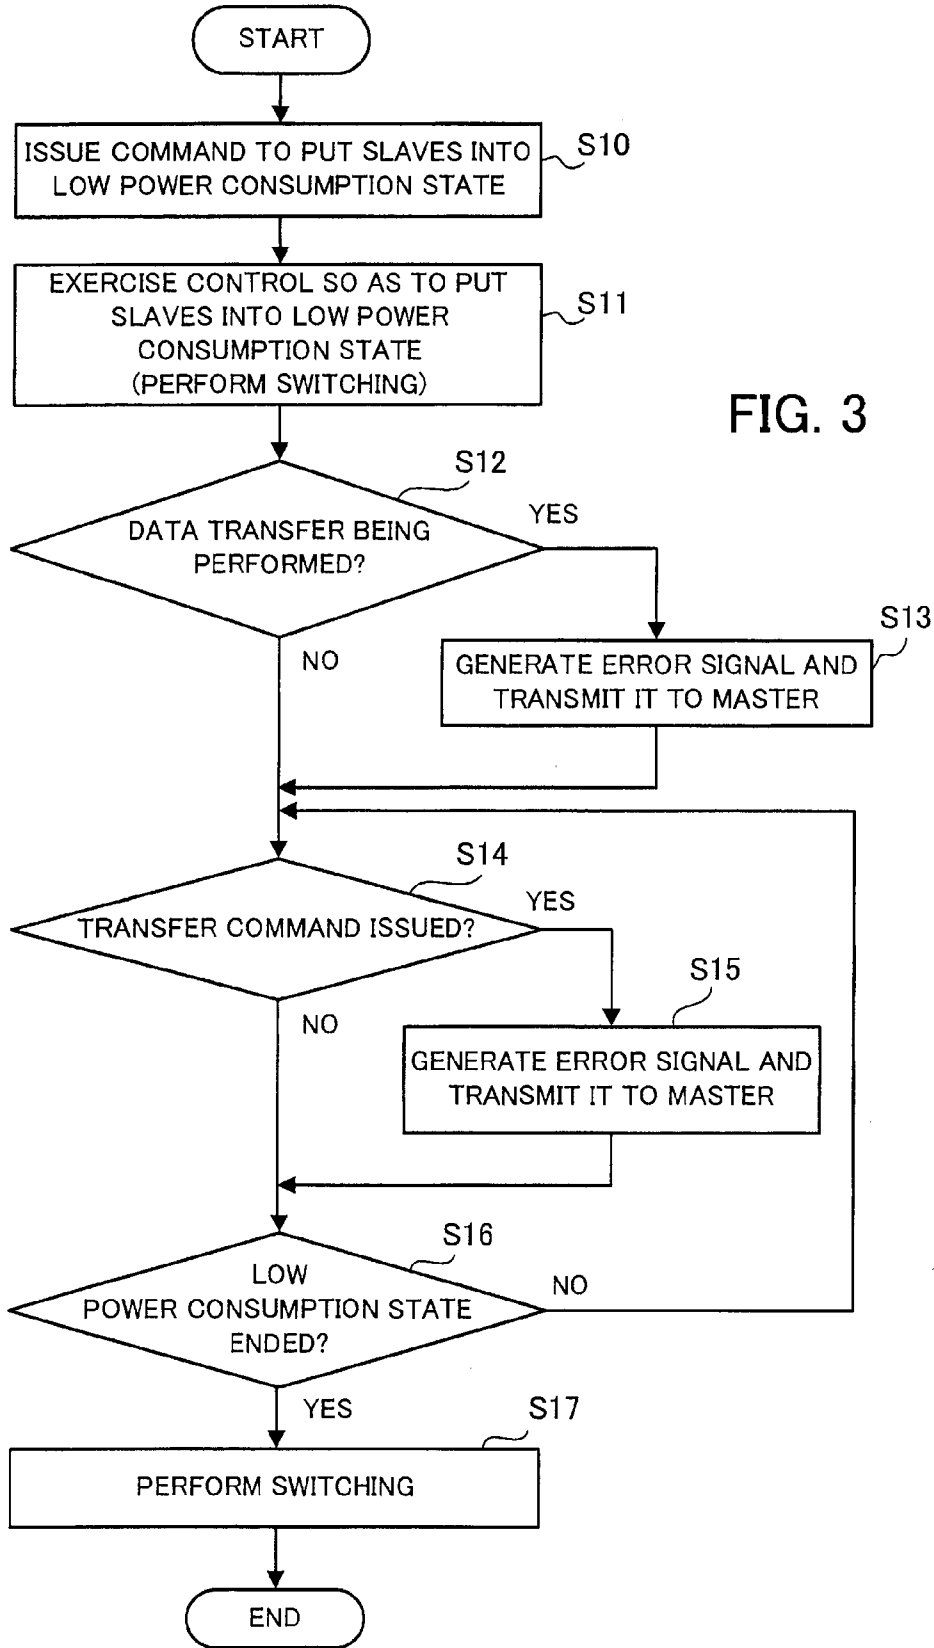 START
ISSUE COMMAND TO PUT SLAVES INTO
LOW POWER CONSUMPTION STATE
S10
EXERCISE CONTROL SO AS TO PUT
SLAVES INTO LOW POWER
CONSUMPTION STATE
(PERFORM SWITCHING)
S11
FIG. 3
S12
DATA TRANSFER BEING
PERFORMED?
YES
NO
S13
GENERATE ERROR SIGNAL AND
TRANSMIT IT TO MASTER
S14
TRANSFER COMMAND ISSUED?
YES
NO
S15
GENERATE ERROR SIGNAL AND
TRANSMIT IT TO MASTER
S16
LOW
POWER CONSUMPTION STATE
ENDED?
NO
YES
S17
PERFORM SWITCHING
END